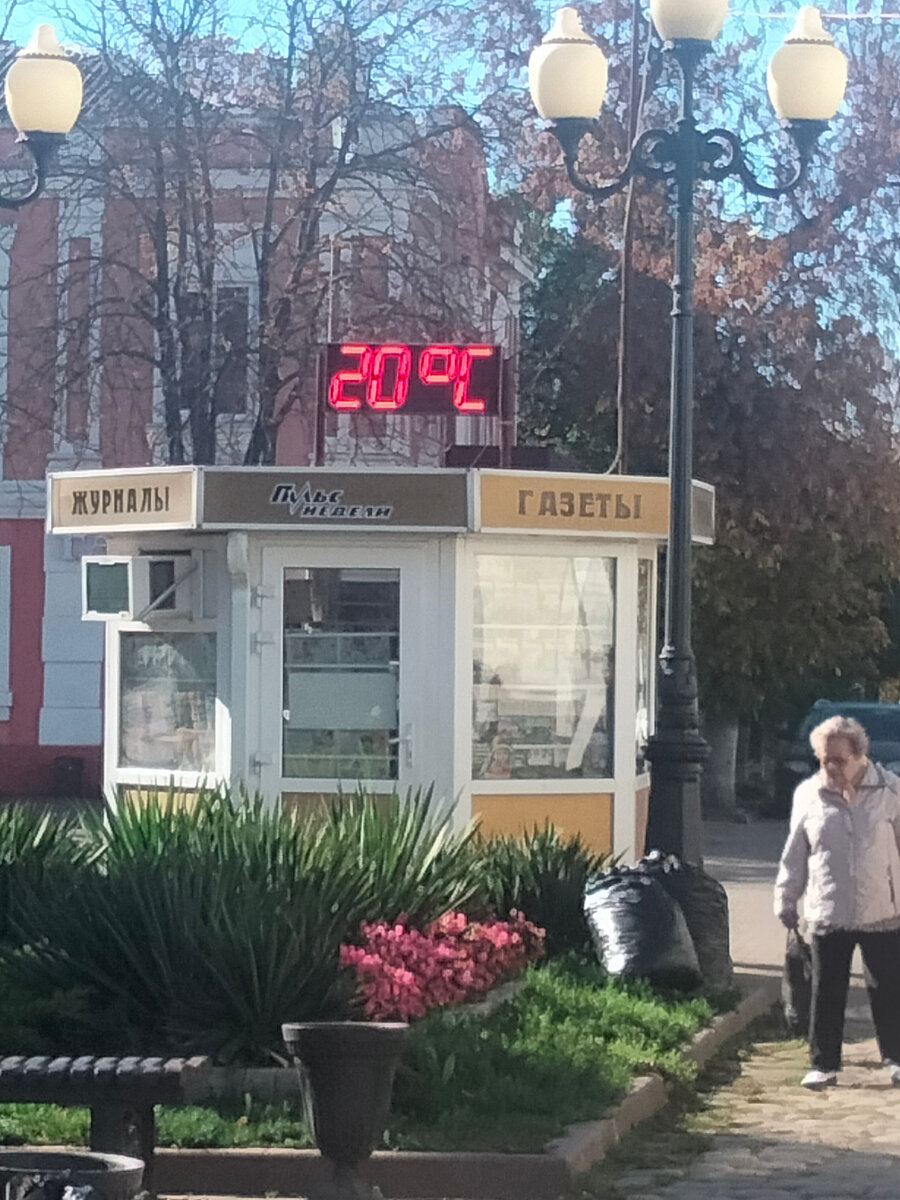 20°C
ЖУРНАЛЫ
Пульс
недели
ГАЗЕТЫ